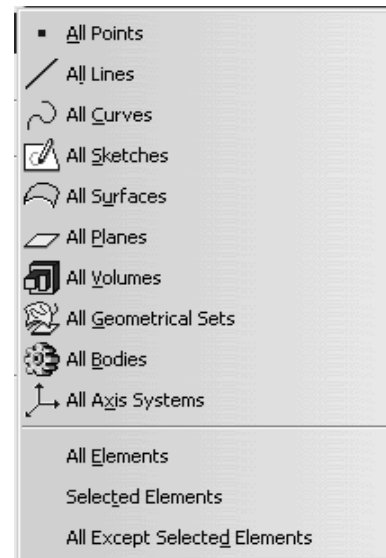 All Points
All Lines
All Curves
All Sketches
All Surfaces
All Planes
All Volumes
All Geometrical Sets
All Bodies
All Axis Systems
All Elements
Selected Elements
All Except Selected Elements